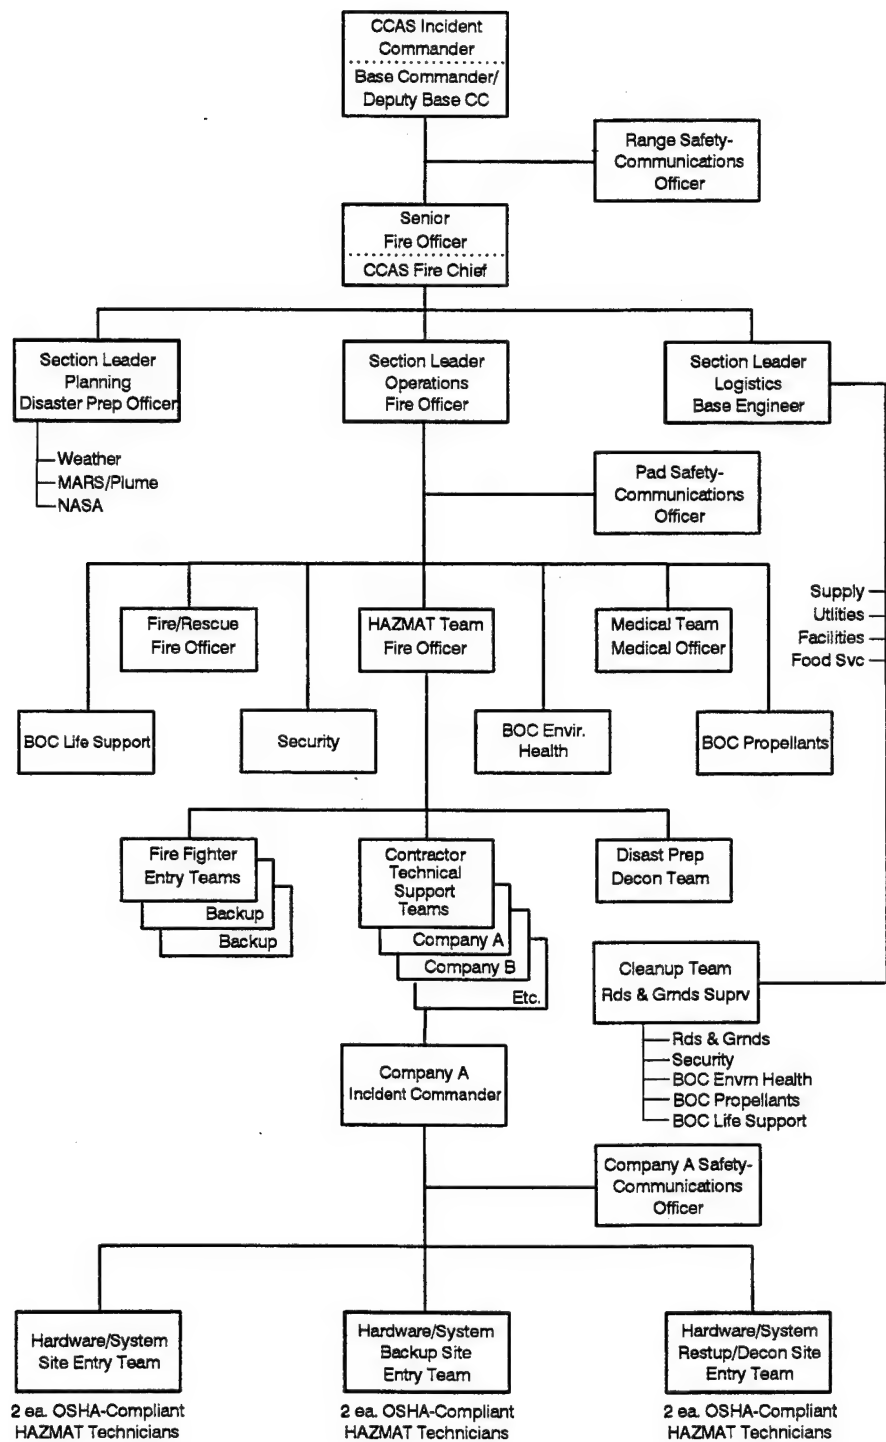 CCAS Incident
Commander
Base Commander/
Deputy Base CC
Range Safety-
Communications
Officer
Senior
Fire Officer
CCAS Fire Chief
Section Leader
Planning
Disaster Prep Officer
Section Leader
Operations
Fire Officer
Section Leader
Logistics
Base Engineer
Weather
MARS/Plume
NASA
Pad Safety-
Communications
Officer
Supply
Utlities
Facilities
Food Svc
Fire/Rescue
Fire Officer
HAZMAT Team
Fire Officer
Medical Team
Medical Officer
BOC Life Support
Security
BOC Envir.
Health
BOC Propellants
Fire Fighter
Entry Teams
Backup
Backup
Contractor
Technical
Support
Teams
Company A
Company B
Etc.
Disast Prep
Decon Team
Cleanup Team
Rds & Grnds Suprv
Rds & Grnds
Security
BOC Envrn Health
BOC Propellants
BOC Life Support
Company A
Incident Commander
Company A Safety-
Communications
Officer
Hardware/System
Site Entry Team
Hardware/System
Backup Site
Entry Team
Hardware/System
Restup/Decon Site
Entry Team
2 ea. OSHA-Compliant
HAZMAT Technicians
2 ea. OSHA-Compliant
HAZMAT Technicians
2 ea. OSHA-Compliant
HAZMAT Technicians